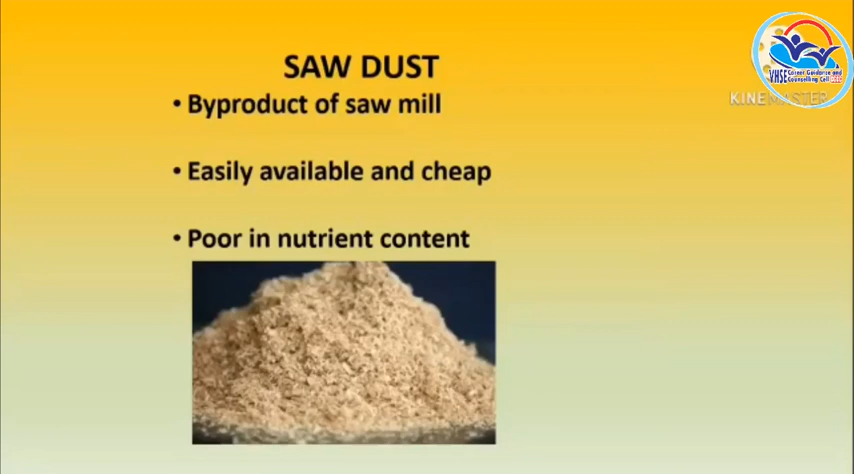 SAW DUST
• Byproduct of saw mill
• Easily available and cheap
• Poor in nutrient content
VHSE Career Guidance and
Counselling Cell
KINEMASTER